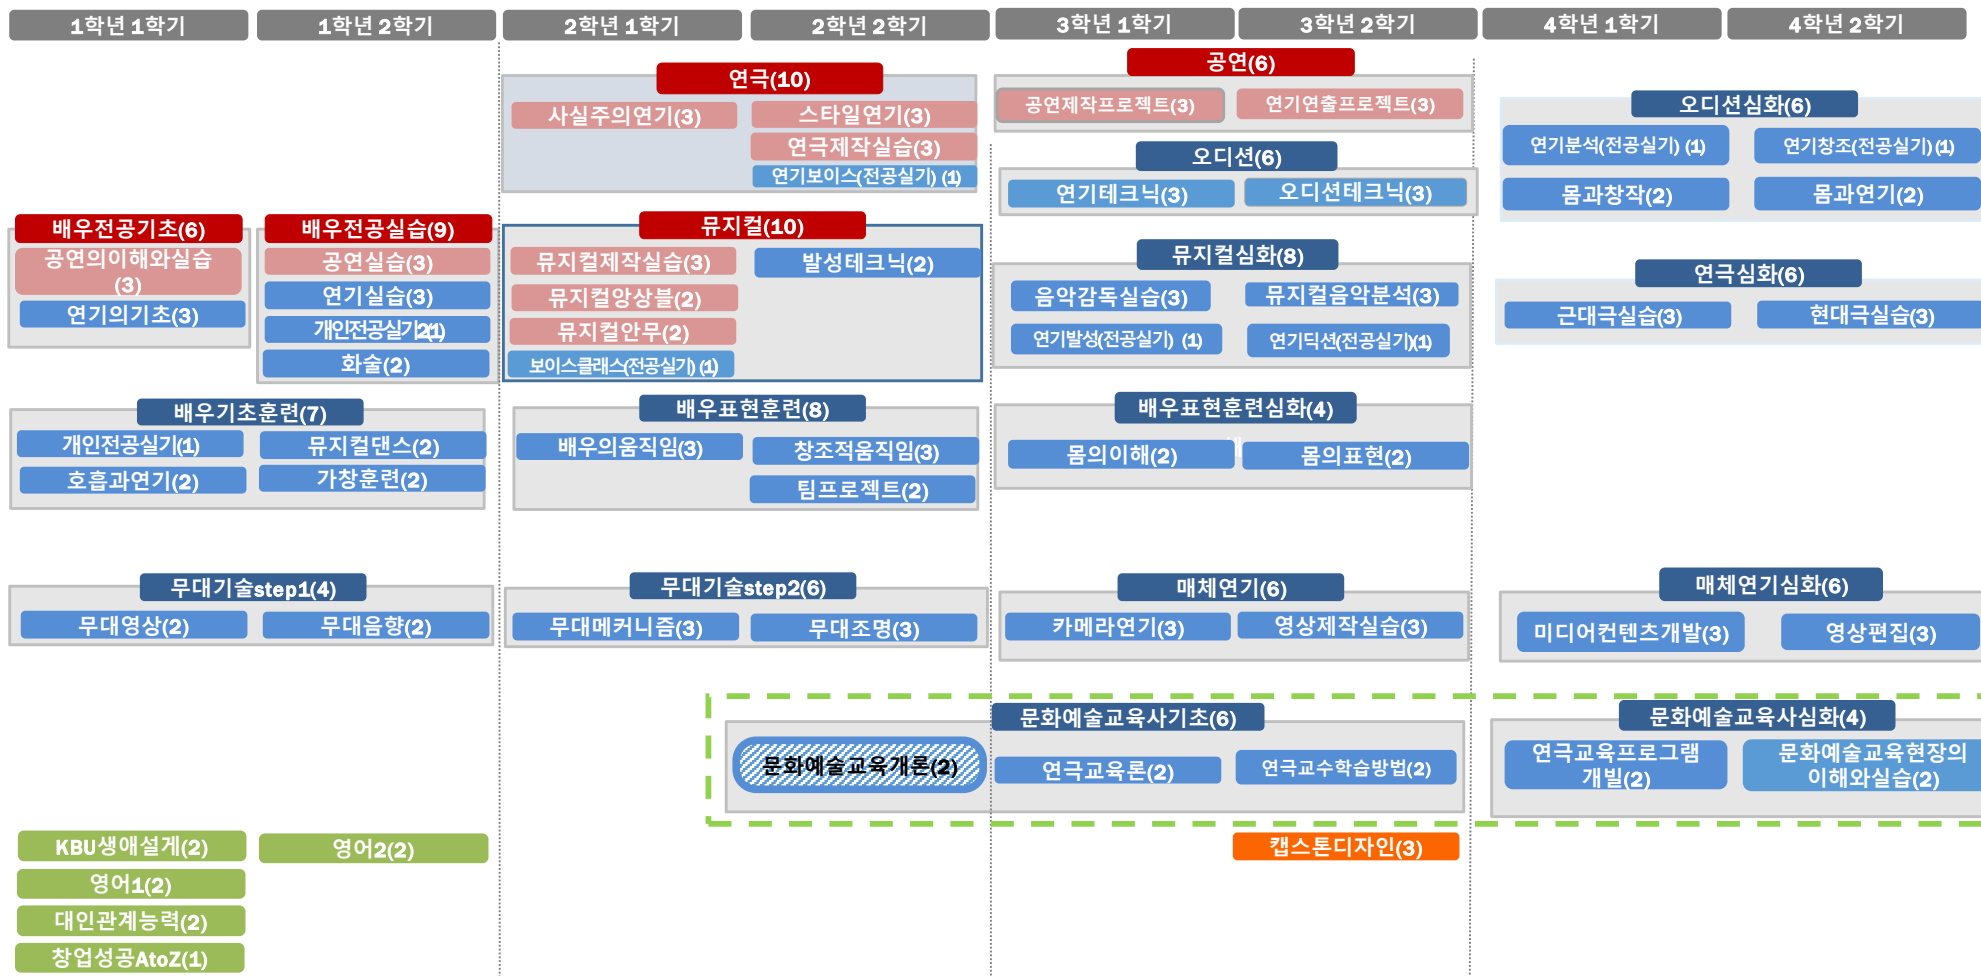 1학년 1학기
1학년 2학기
2학년 1학기
2학년 2학기
3학년 1학기
3학년 2학기
4학년 1학기
4학년 2학기
연극(10)
사실주의연기(3)
스타일연기(3)
연극제작실습(3)
연기보이스(전공실기) (1)
공연(6)
공연제작프로젝트(3)
연기연출프로젝트(3)
오디션(6)
연기테크닉(3)
오디션테크닉(3)
오디션심화(6)
연기분석(전공실기) (1)
연기창조(전공실기) (1)
몸과창작(2)
몸과연기(2)
배우전공기초(6)
공연의이해와실습
(3)
연기의기초(3)
배우전공실습(9)
공연실습(3)
연기실습(3)
개인전공실기2(1)
화술(2)
뮤지컬(10)
뮤지컬제작실습(3)
발성테크닉(2)
뮤지컬앙상블(2)
뮤지컬안무(2)
보이스클래스(전공실기) (1)
뮤지컬심화(8)
음악감독실습(3)
뮤지컬음악분석(3)
연기발성(전공실기) (1)
연기딕션(전공실기)(1)
연극심화(6)
근대극실습(3)
현대극실습(3)
배우기초훈련(7)
개인전공실기(1)
뮤지컬댄스(2)
호흡과연기(2)
가창훈련(2)
배우표현훈련(8)
배우의움직임(3)
창조적움직임(3)
팀프로젝트(2)
배우표현훈련심화(4)
몸의이해(2)
몸의표현(2)
무대기술step1(4)
무대영상(2)
무대음향(2)
무대기술step2(6)
무대메커니즘(3)
무대조명(3)
매체연기(6)
카메라연기(3)
영상제작실습(3)
매체연기심화(6)
미디어컨텐츠개발(3)
영상편집(3)
문화예술교육사기초(6)
문화예술교육개론(2)
연극교육론(2)
연극교수학습방법(2)
문화예술교육사심화(4)
연극교육프로그램
개빌(2)
문화예술교육현장의
이해와실습(2)
KBU생애설계(2)
영어2(2)
캡스톤디자인(3)
영어1(2)
대인관계능력(2)
창업성공AtoZ(1)